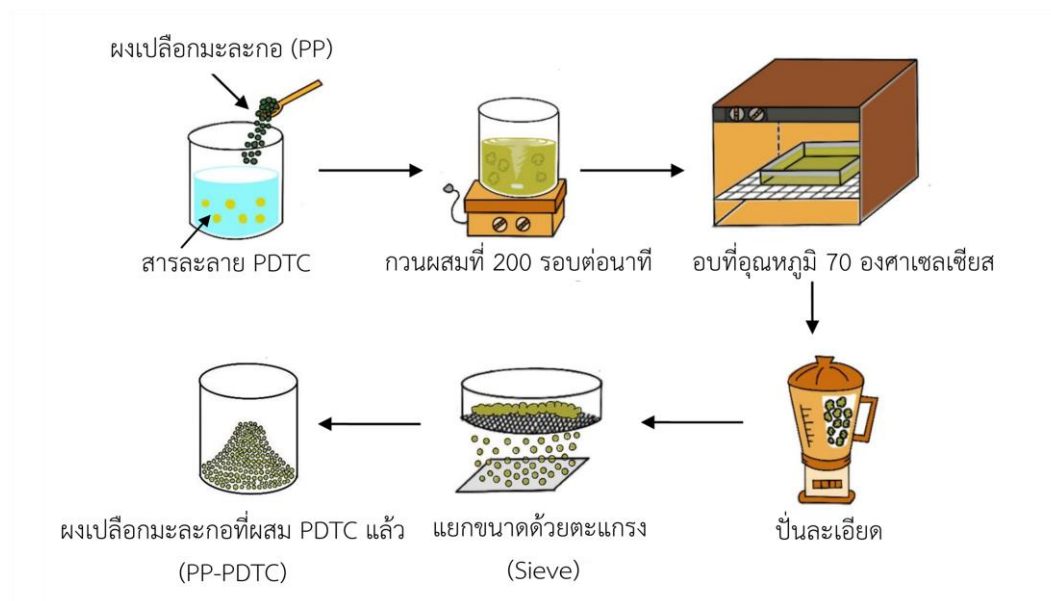 ผงเปลือกมะละกอ (PP)
สารละลาย PDTC
กวนผสมที่ 200 รอบต่อนาที
อบที่อุณหภูมิ 70 องศาเซลเซียส
ปั่นละเอียด
แยกขนาดด้วยตะแกรง
(Sieve)
ผงเปลือกมะละกอที่ผสม PDTC แล้ว
(PP-PDTC)